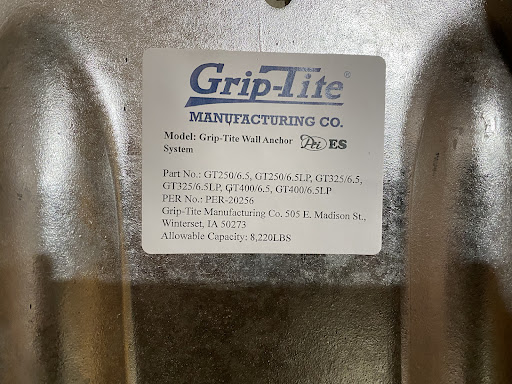 Grip-Tite®
MANUFACTURING CO.
Model: Grip-Tite Wall Anchor
System
Pei ES
Part No.: GT250/6.5, GT250/6.5LP, GT325/6.5,
GT325/6.5LP, GT400/6.5, GT400/6.5LP
PER No.: PER-20256
Grip-Tite Manufacturing Co. 505 E. Madison St.,
Winterset, IA 50273
Allowable Capacity: 8,220LBS